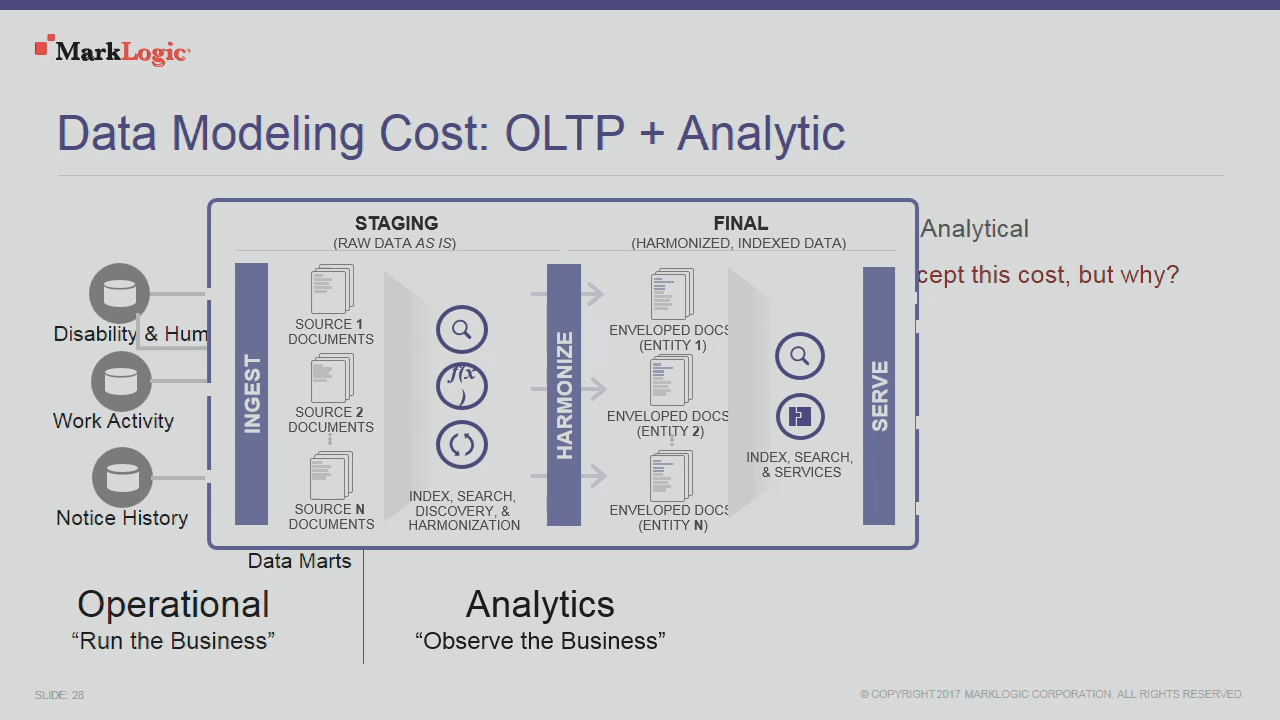 MarkLogic
Data Modeling Cost: OLTP + Analytic
STAGING
(RAW DATA AS IS)
FINAL
(HARMONIZED, INDEXED DATA)
Analytical
cept this cost, but why?
Disability & Hum
Work Activity
Notice History
INGEST
SOURCE 1
DOCUMENTS
SOURCE 2
DOCUMENTS
SOURCE N
DOCUMENTS
f(x
)
INDEX, SEARCH,
DISCOVERY, &
HARMONIZATION
HARMONIZE
ENVELOPED DOCS
(ENTITY 1)
ENVELOPED DOCS
(ENTITY 2)
ENVELOPED DOCS
(ENTITY N)
INDEX, SEARCH,
& SERVICES
SERVE
Data Marts
Operational
“Run the Business”
Analytics
“Observe the Business”
SLIDE: 28
© COPYRIGHT 2017 MARKLOGIC CORPORATION. ALL RIGHTS RESERVED.